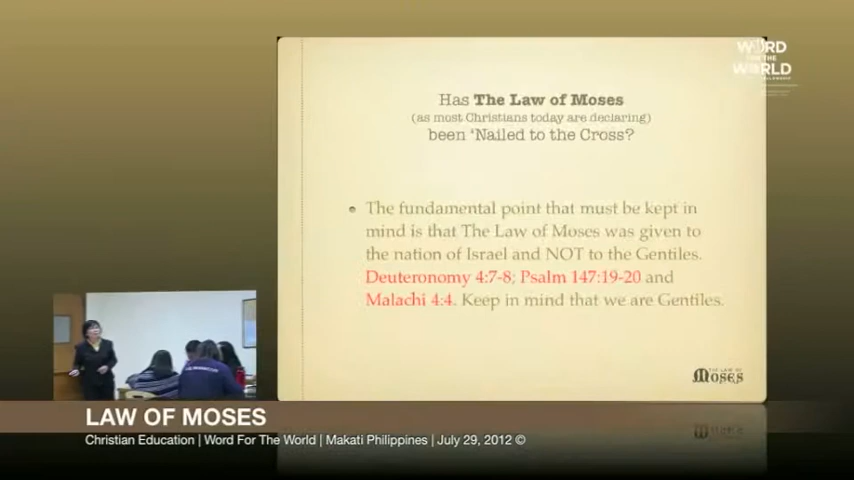 WORD
FOR THE
WORLD
Has The Law of Moses
(as most Christians today are declaring)
been 'Nailed to the Cross?
• The fundamental point that must be kept in
mind is that The Law of Moses was given to
the nation of Israel and NOT to the Gentiles.
Deuteronomy 4:7-8; Psalm 147:19-20 and
Malachi 4:4. Keep in mind that we are Gentiles.
THE LAW OF
Moses
LAW OF MOSES
Christian Education | Word For The World | Makati Philippines | July 29, 2012 ©